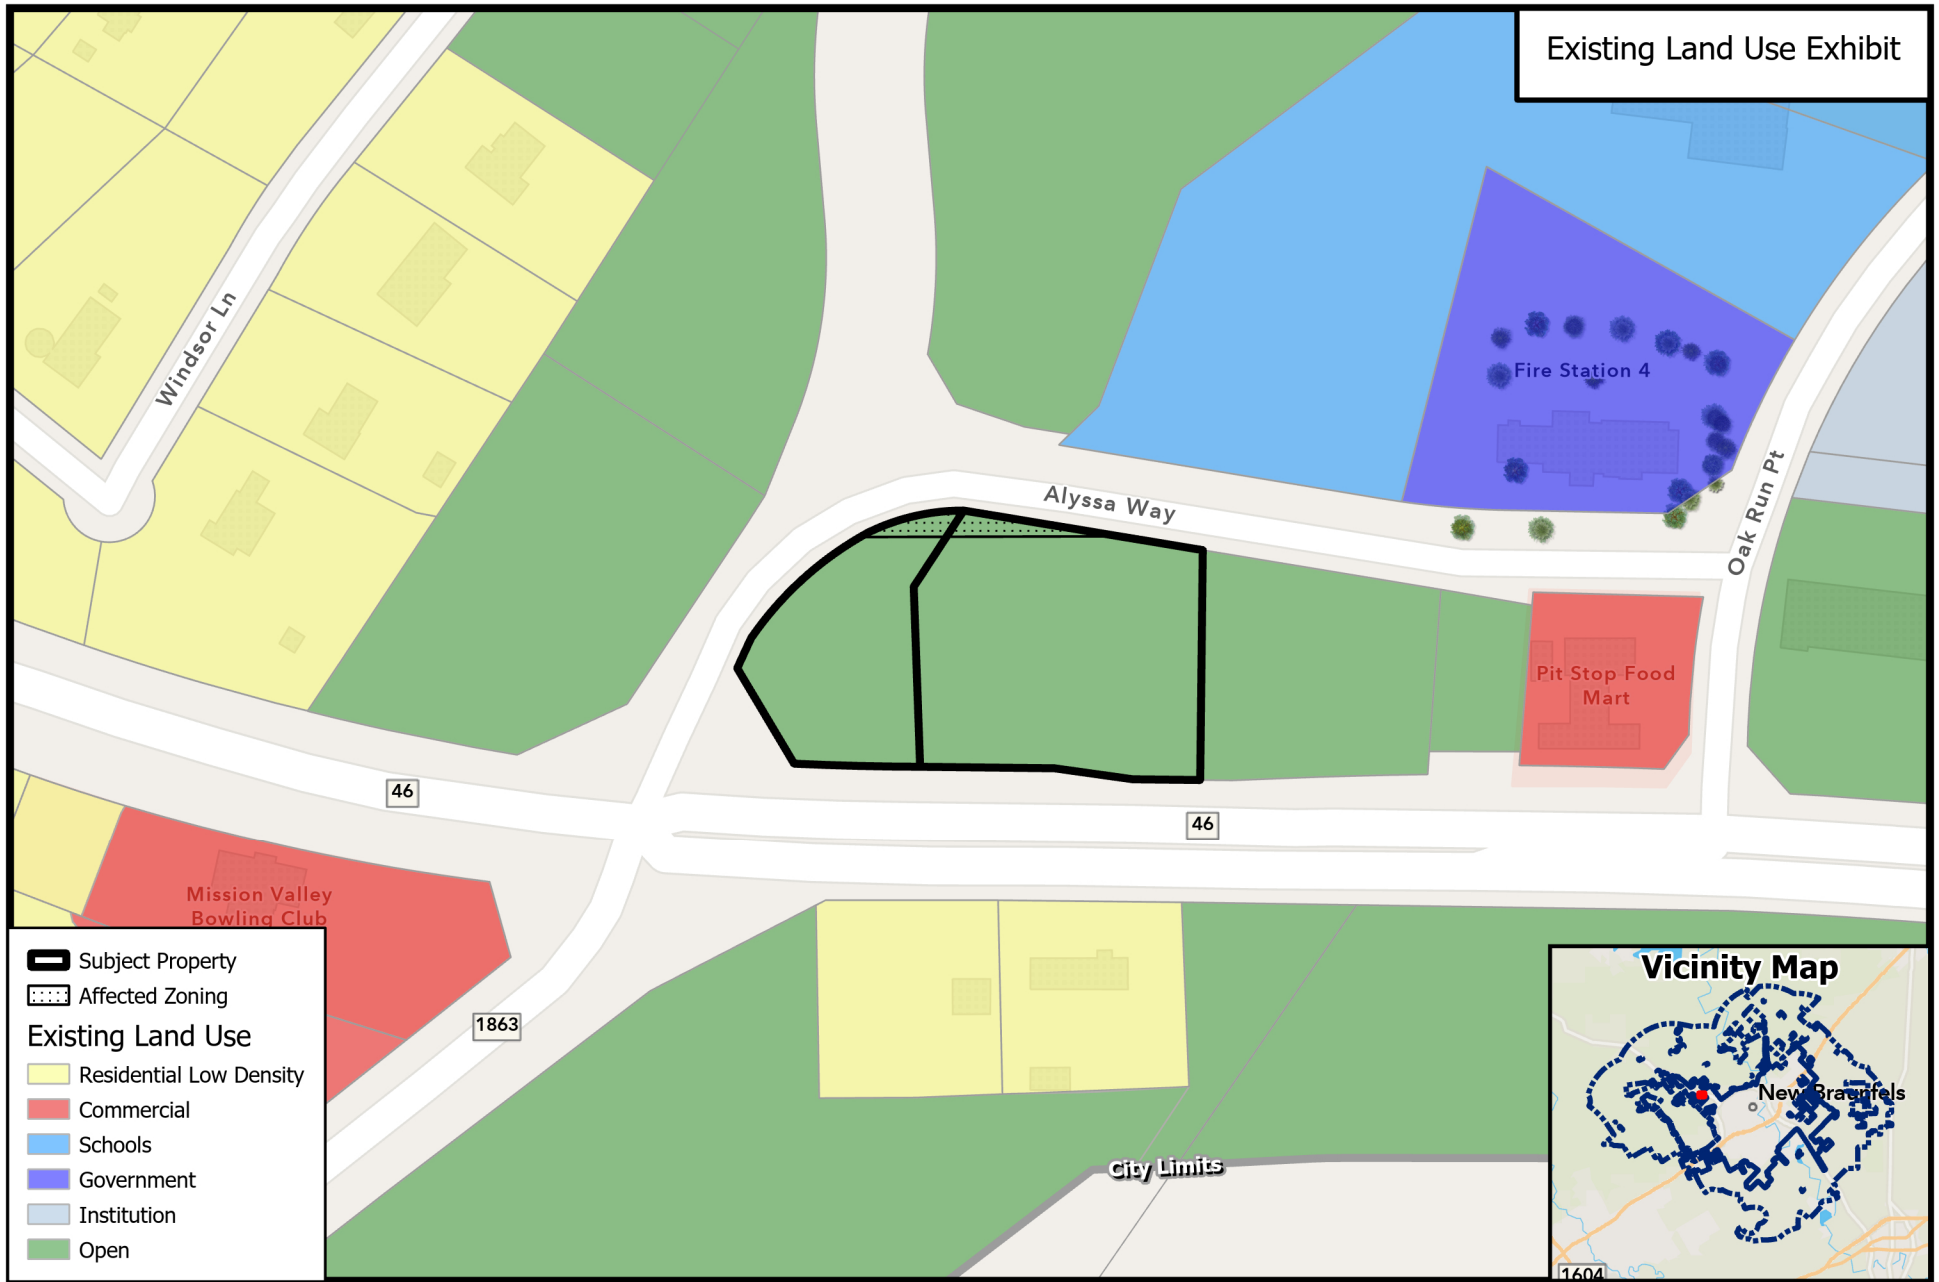 Existing Land Use Exhibit
Windsor Ln
Fire Station 4
Alyssa Way
Oak Run Pt
Pit Stop Food
Mart
46
46
Mission Valley
Bowling Club
1863
City Limits
Subject Property
Affected Zoning
Existing Land Use
Residential Low Density
Commercial
Schools
Government
Institution
Open
Vicinity Map
New Braunfels
1604